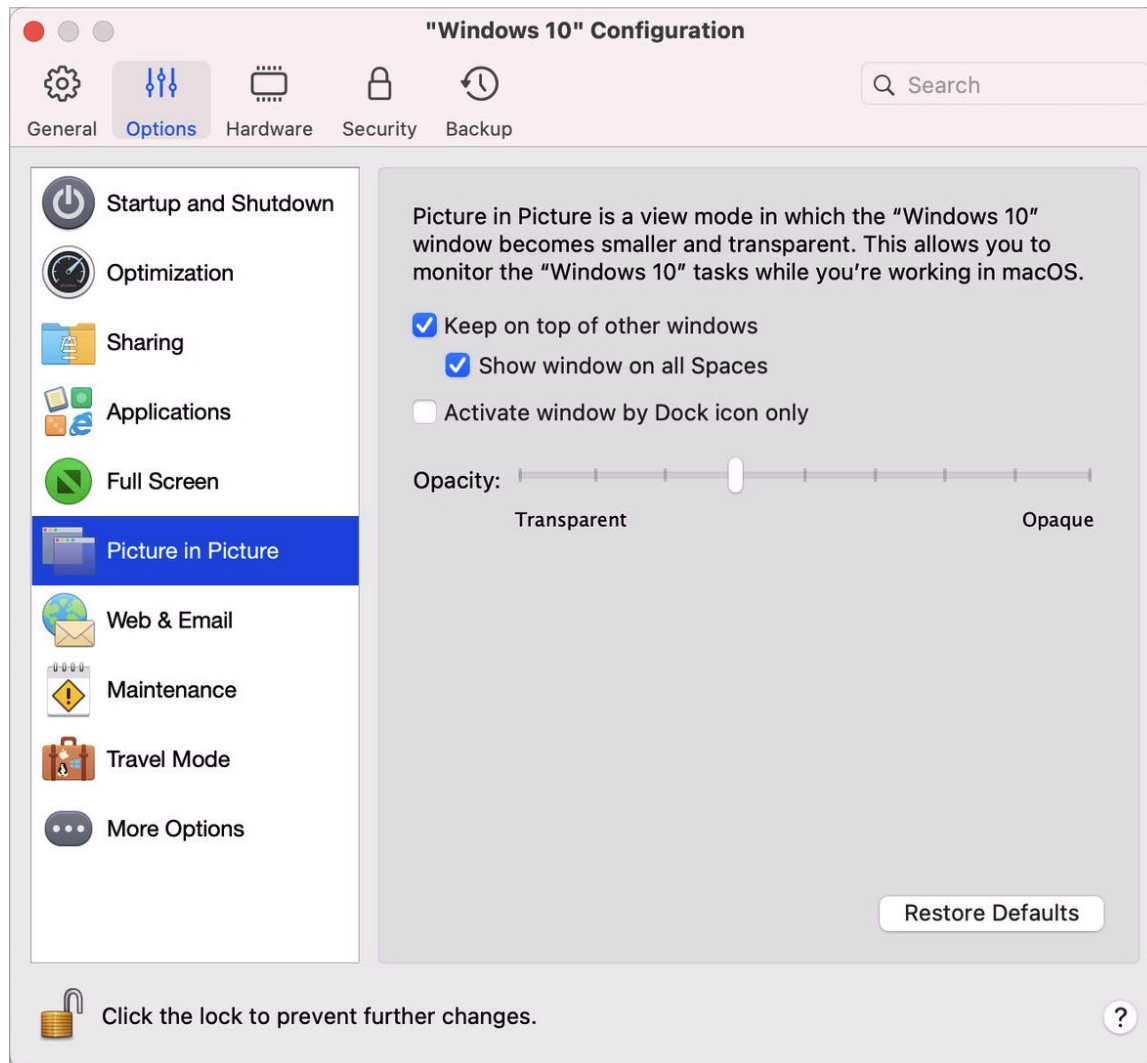 "Windows 10" Configuration
General
Options
Hardware
Security
Backup
Search
Startup and Shutdown
Optimization
Sharing
Applications
Full Screen
Picture in Picture
Web & Email
Maintenance
Travel Mode
More Options
Picture in Picture is a view mode in which the “Windows 10”
window becomes smaller and transparent. This allows you to
monitor the “Windows 10” tasks while you’re working in macOS.
Keep on top of other windows
Show window on all Spaces
Activate window by Dock icon only
Opacity:
Transparent
Opaque
Restore Defaults
Click the lock to prevent further changes.
?